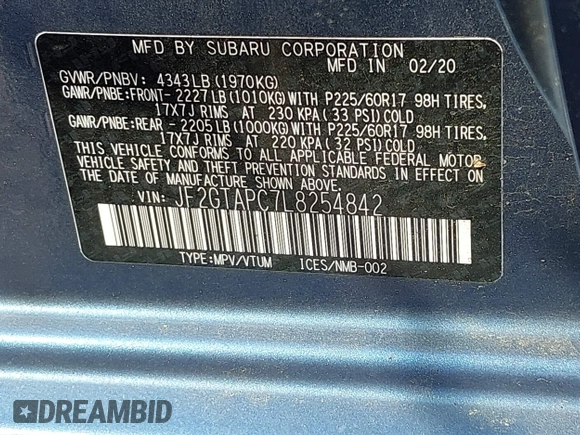 MFD BY SUBARU CORPORATION
MFD IN 02/20
GVWR/PNBV: 4343LB (1970KG)
GAWR/PNBE:FRONT- 2227LB (1010KG) WITH P225/60R17 98H TIRES,
17X7J RIMS AT 230 KPA (33 PSI) COLD
GAWR/PNBE:REAR - 2205LB (1000KG) WITH P225/60R17 98H TIRES,
17X7J RIMS AT 220 KPA (32 PSI) COLD
THIS VEHICLE CONFORMS TO ALL APPLICABLE FEDERAL MOTOR
VEHICLE SAFETY AND THEFT PREVENTION STANDARDS IN EFFECT ON
THE DATE OF MANUFACTURE SHOWN ABOVE.
VIN: JF2GTAPC7L8254842
TYPE:MPV/VTUM ICES/NMB-002
DREAMBID